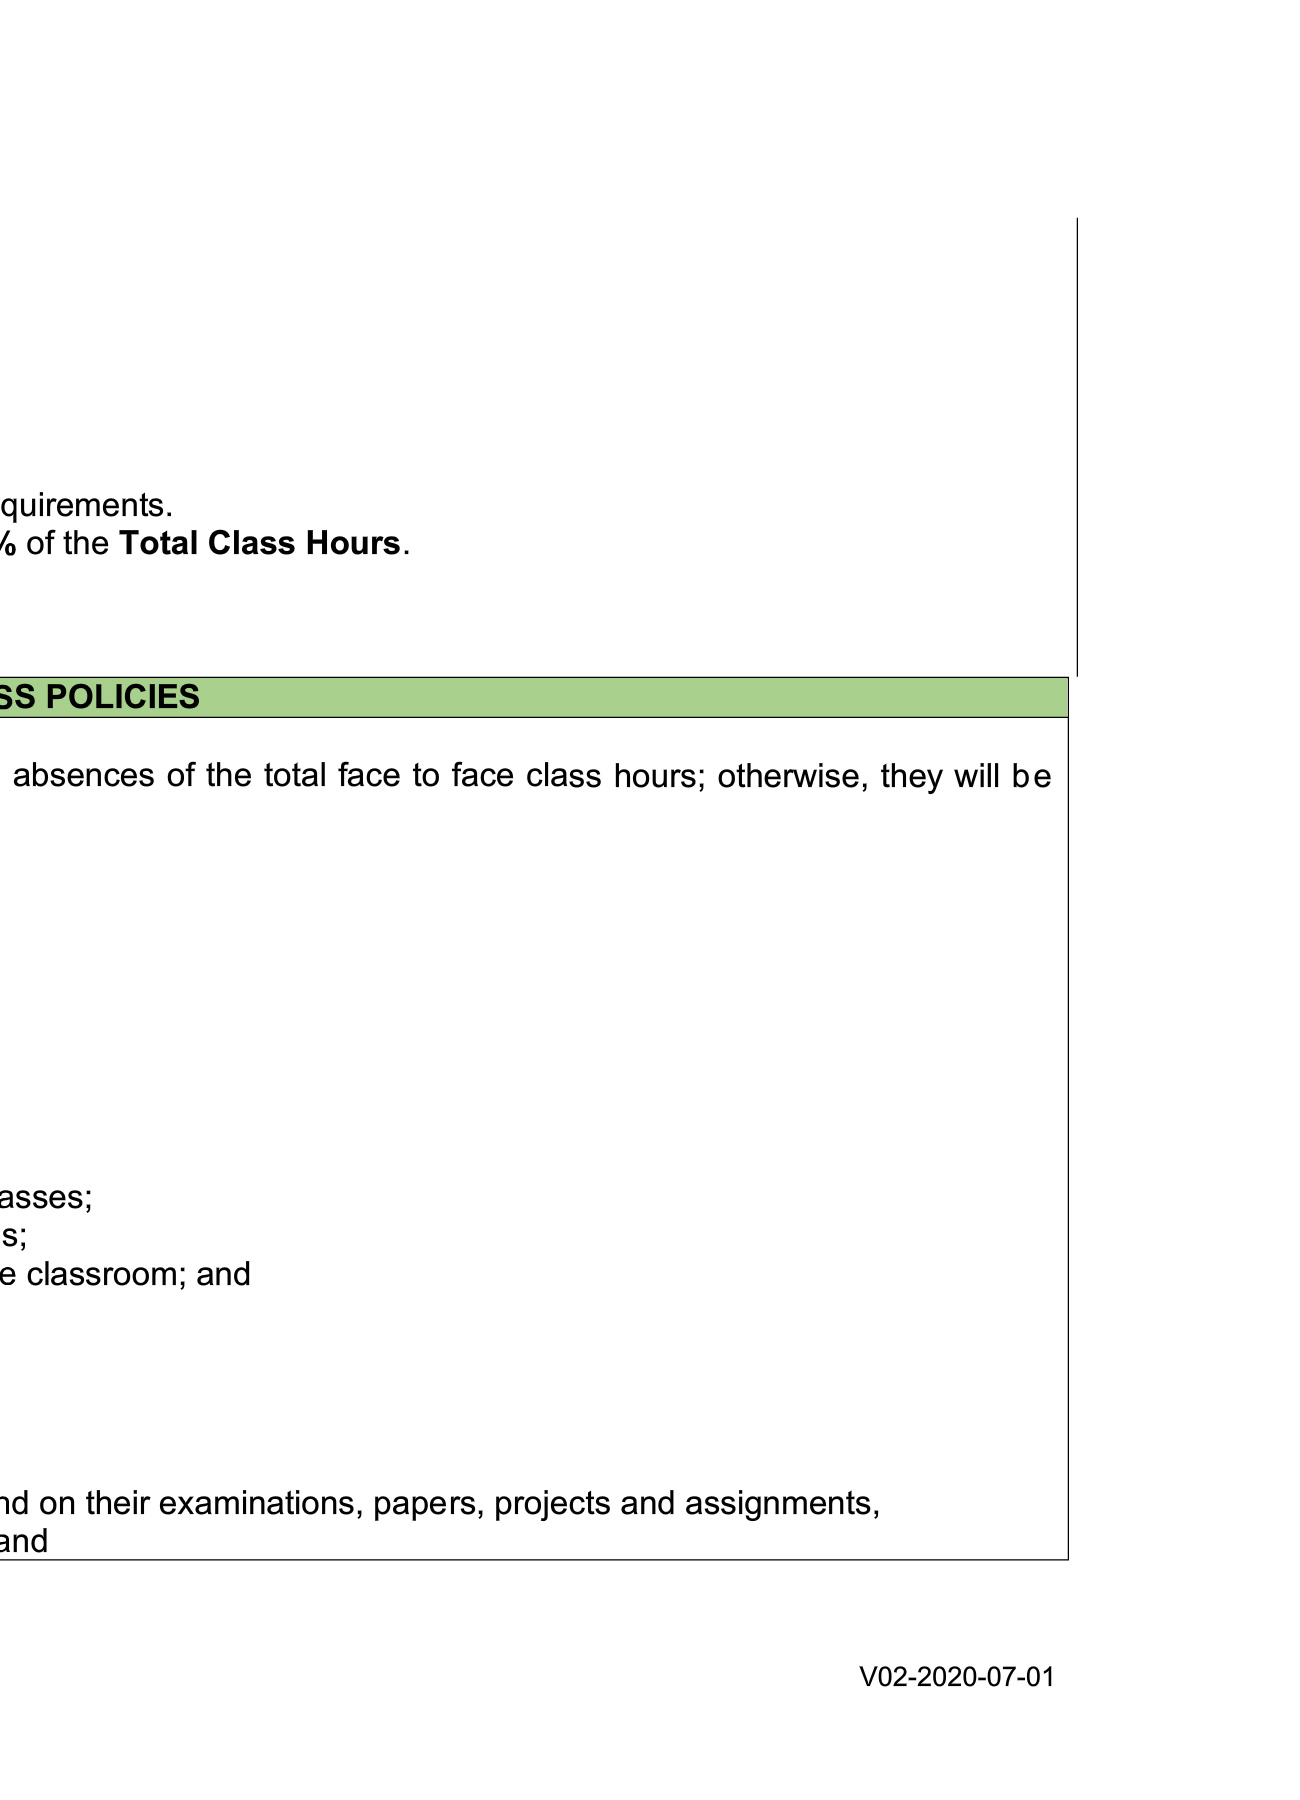 quirements.
% of the Total Class Hours.
SS POLICIES
absences of the total face to face class hours; otherwise, they will be
asses;
s;
e classroom; and
nd on their examinations, papers, projects and assignments,
and
V02-2020-07-01